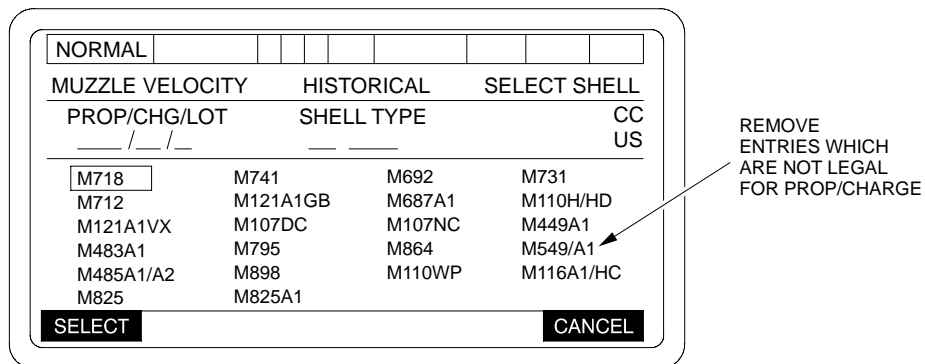 NORMAL
MUZZLE VELOCITY HISTORICAL SELECT SHELL
PROP/CHG/LOT SHELL TYPE CC
____ /__ /_ __ ____ US
M718 M741 M692 M731
M712 M121A1GB M687A1 M110H/HD
M121A1VX M107DC M107NC M449A1
M483A1 M795 M864 M549/A1
M485A1/A2 M898 M110WP M116A1/HC
M825 M825A1
SELECT CANCEL
REMOVE
ENTRIES WHICH
ARE NOT LEGAL
FOR PROP/CHARGE